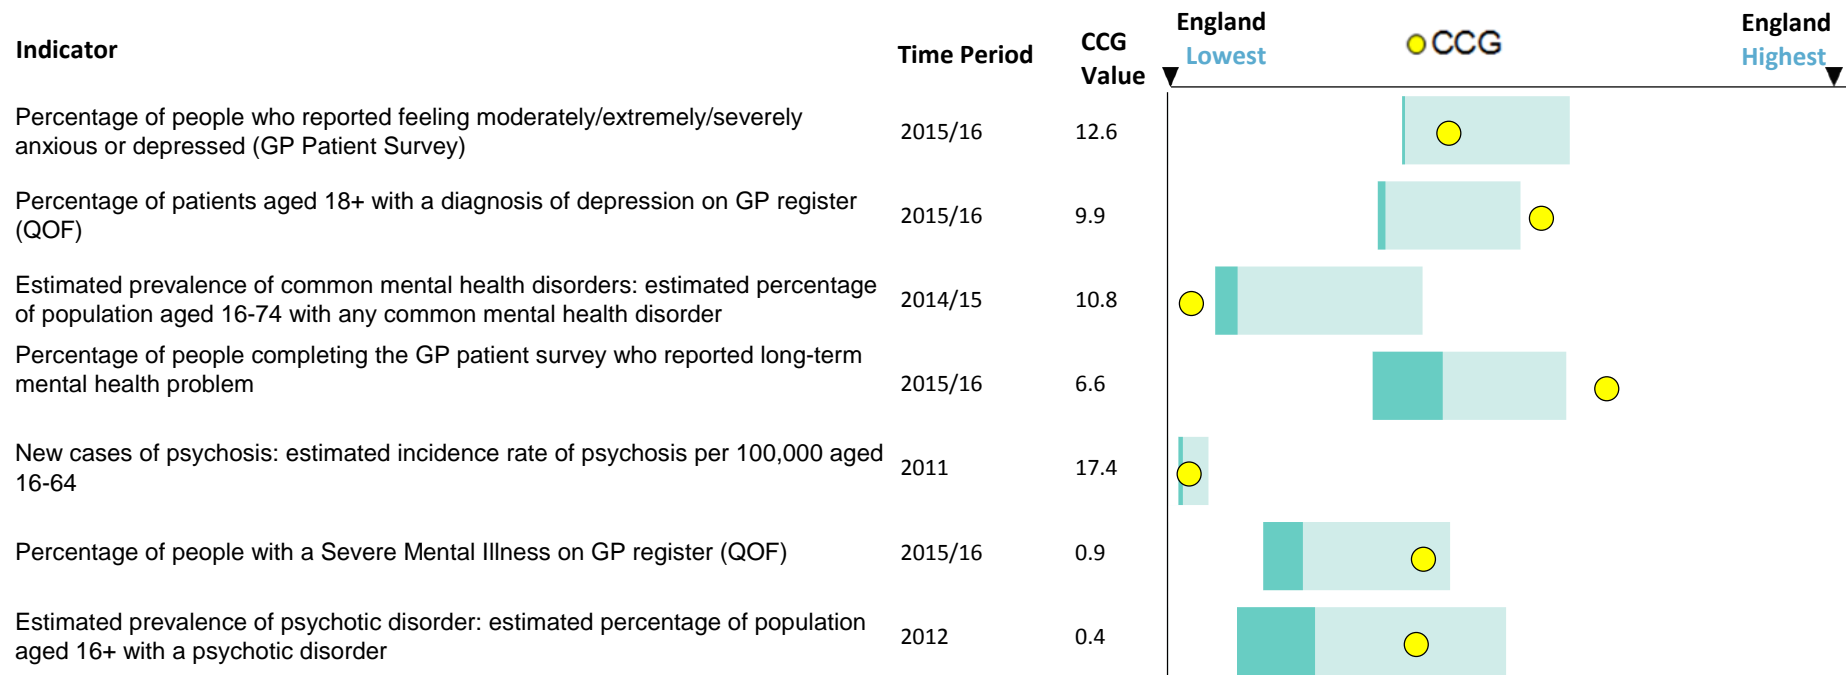 Indicator
Time Period
CCG
Value
England
Lowest
CCG
England
Highest
Percentage of people who reported feeling moderately/extremely/severely
anxious or depressed (GP Patient Survey)
2015/16
12.6
Percentage of patients aged 18+ with a diagnosis of depression on GP register
(QOF)
2015/16
9.9
Estimated prevalence of common mental health disorders: estimated percentage
of population aged 16-74 with any common mental health disorder
2014/15
10.8
Percentage of people completing the GP patient survey who reported long-term
mental health problem
2015/16
6.6
New cases of psychosis: estimated incidence rate of psychosis per 100,000 aged
16-64
2011
17.4
Percentage of people with a Severe Mental Illness on GP register (QOF)
2015/16
0.9
Estimated prevalence of psychotic disorder: estimated percentage of population
aged 16+ with a psychotic disorder
2012
0.4